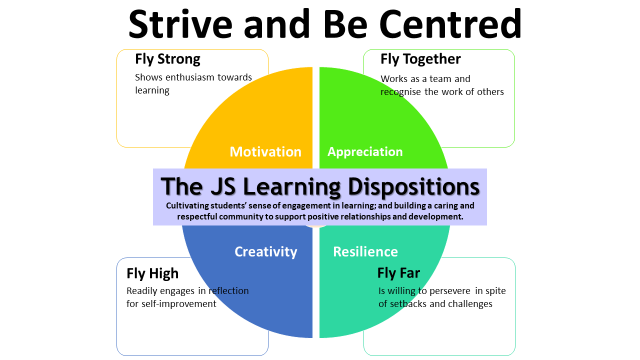 Strive and Be Centred
Fly Strong
Shows enthusiasm towards
learning
Fly Together
Works as a team and
recognise the work of others
Motivation
Appreciation
The JS Learning Dispositions
Cultivating students' sense of engagement in learning; and building a caring and
respectful community to support positive relationships and development.
Creativity
Resilience
Fly High
Readily engages in reflection
for self-improvement
Fly Far
Is willing to persevere in spite
of setbacks and challenges